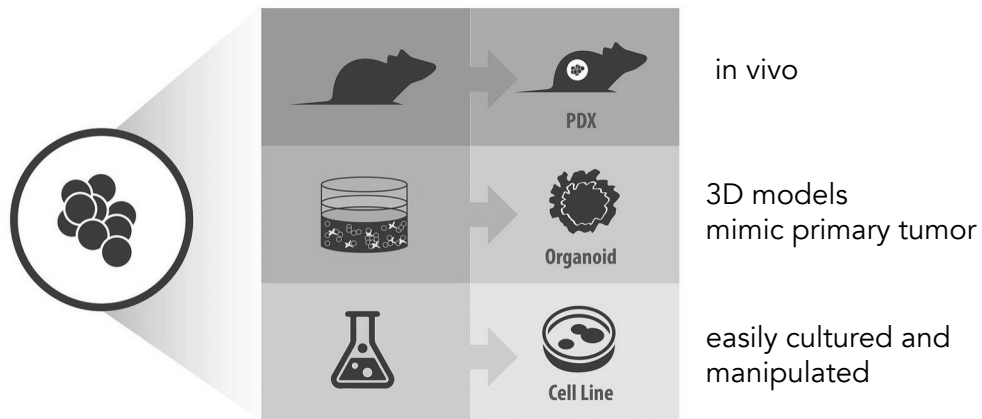 PDX
in vivo
Organoid
3D models
mimic primary tumor
Cell Line
easily cultured and
manipulated